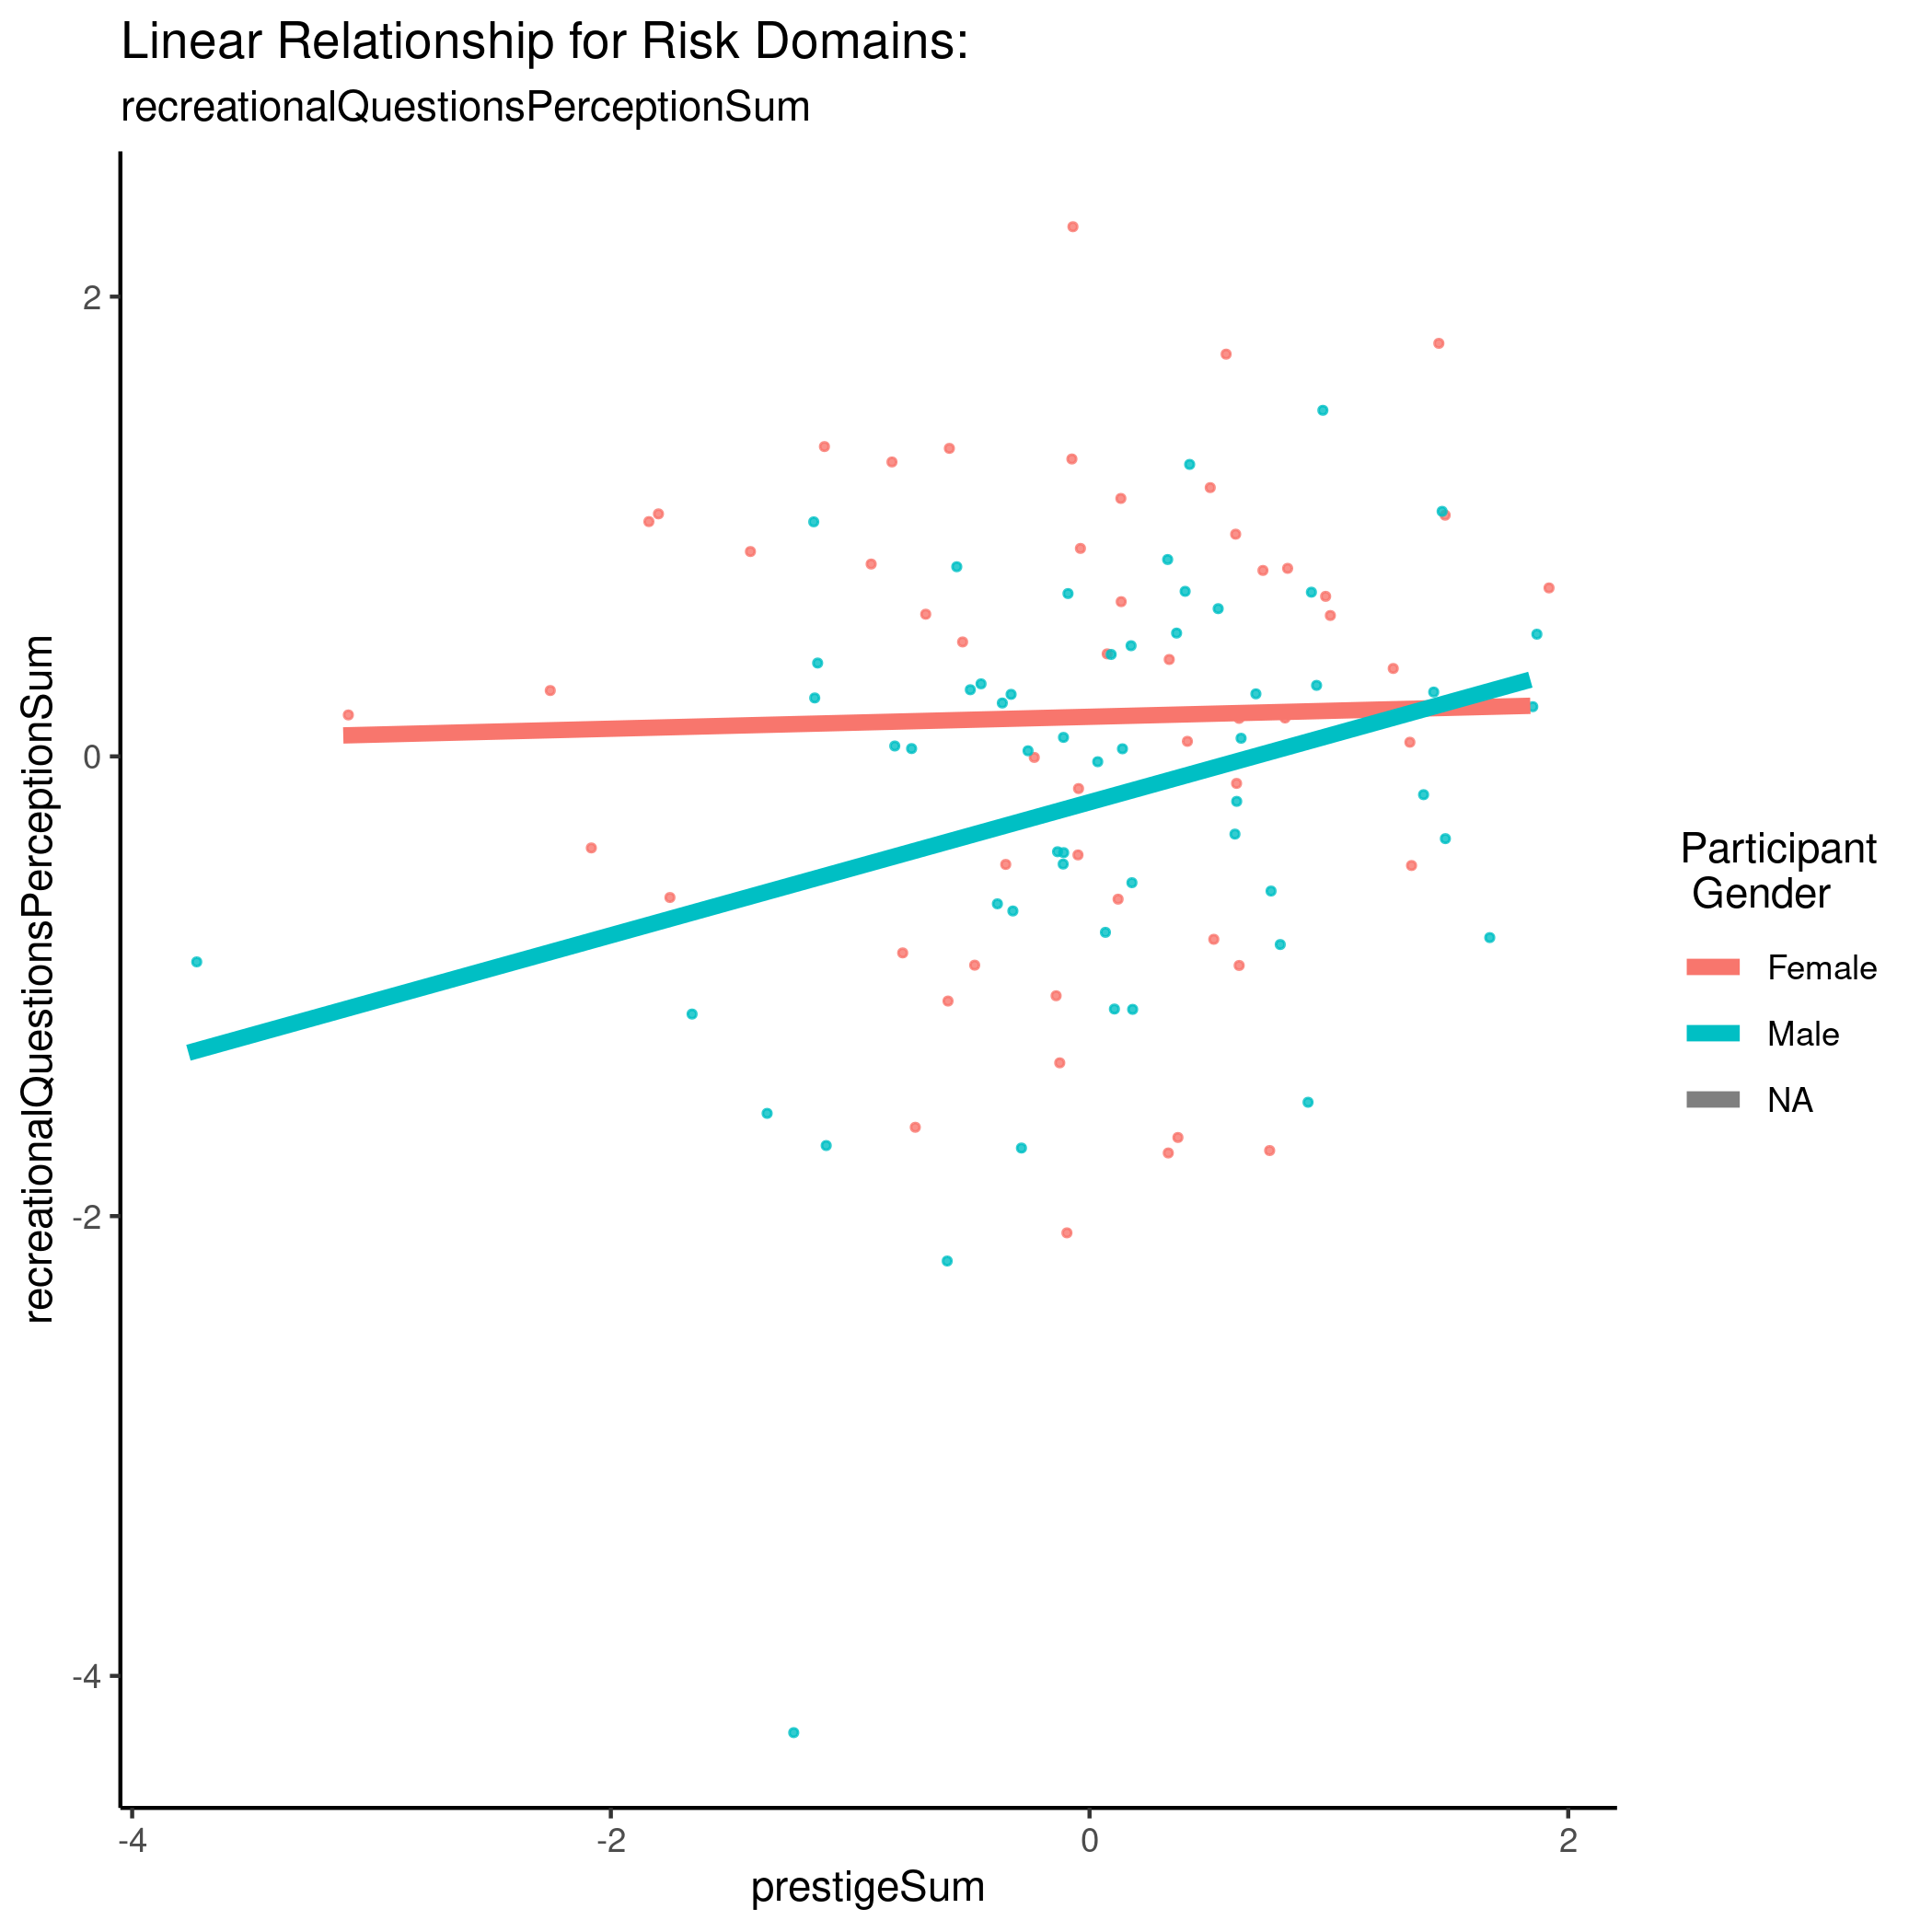 Linear Relationship for Risk Domains:
recreationalQuestionsPerceptionSum
recreationalQuestionsPerceptionSum
2
0
-2
-4
-4
-2
0
2
prestigeSum
Participant
Gender
Female
Male
NA